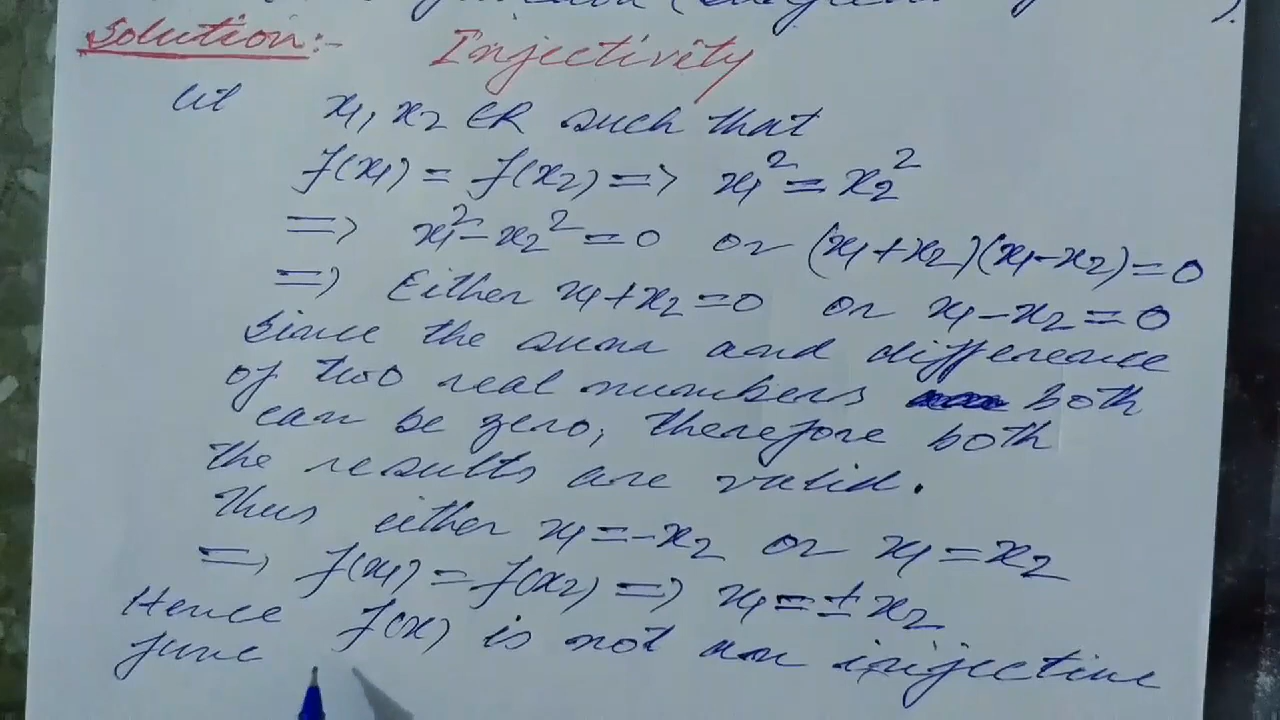 Solution:- Injectivity
Let x1, x2 ∈ R such that
f(x1) = f(x2) => x1² = x2²
=> x1² - x2² = 0 or (x1+x2)(x1-x2) = 0
=> Either x1+x2=0 or x1-x2=0
Since the sum and difference
of two real numbers both
can be zero, therefore both
the results are valid.
Thus either x1=-x2 or x1=x2
=> f(x1) = f(x2) => x1=±x2
Hence f(x) is not an injective
func